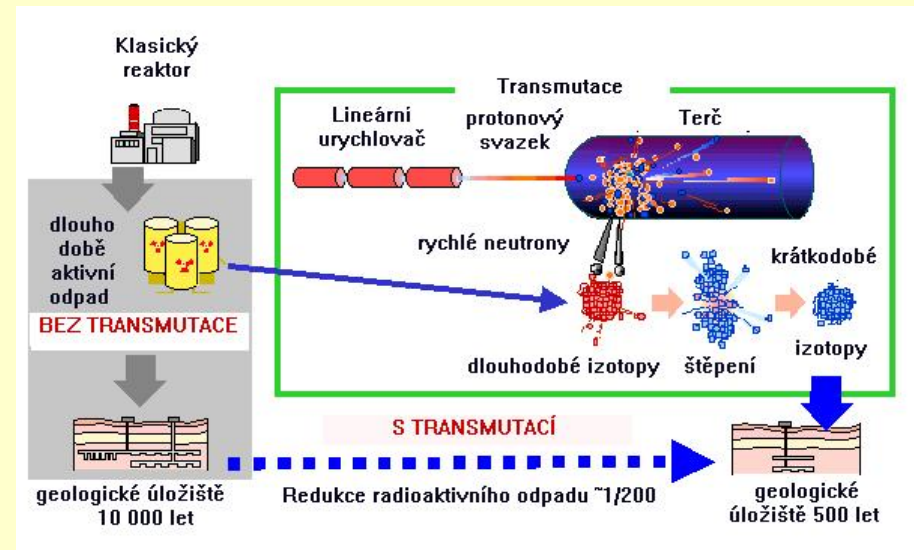 Klasický
reaktor
dlouho
době
aktivní
odpad
BEZ TRANSMUTACE
geologické úložiště
10 000 let
Transmutace
Lineární
urychlovač
protonový
svazek
Terč
rychlé neutrony
dlouhodobé izotopy
štěpení
krátkodobé
izotopy
S TRANSMUTACÍ
Redukce radioaktivního odpadu ~1/200
geologické
úložiště 500 let